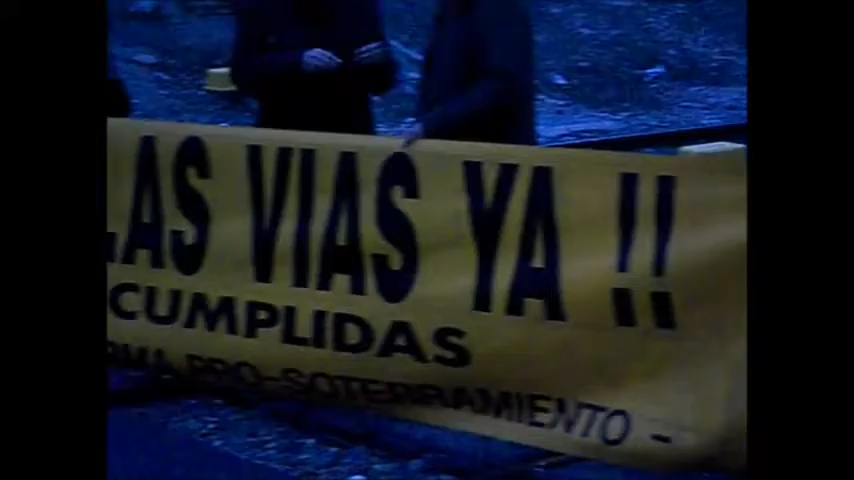 LAS VIAS YA !!
CUMPLIDAS
PRO-SOTERRAMIENTO -